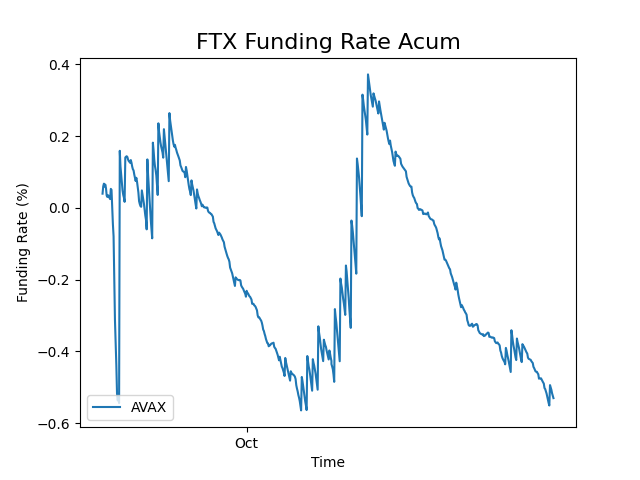 FTX Funding Rate Acum
0.4
0.2
0.0
−0.2
−0.4
−0.6
Funding Rate (%)
AVAX
Oct
Time